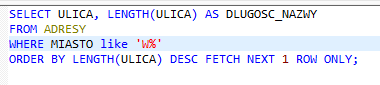 SELECT ULICA, LENGTH(ULICA) AS DLUGOSC_NAZWY
FROM ADRESY
WHERE MIASTO like 'W%'
ORDER BY LENGTH(ULICA) DESC FETCH NEXT 1 ROW ONLY;